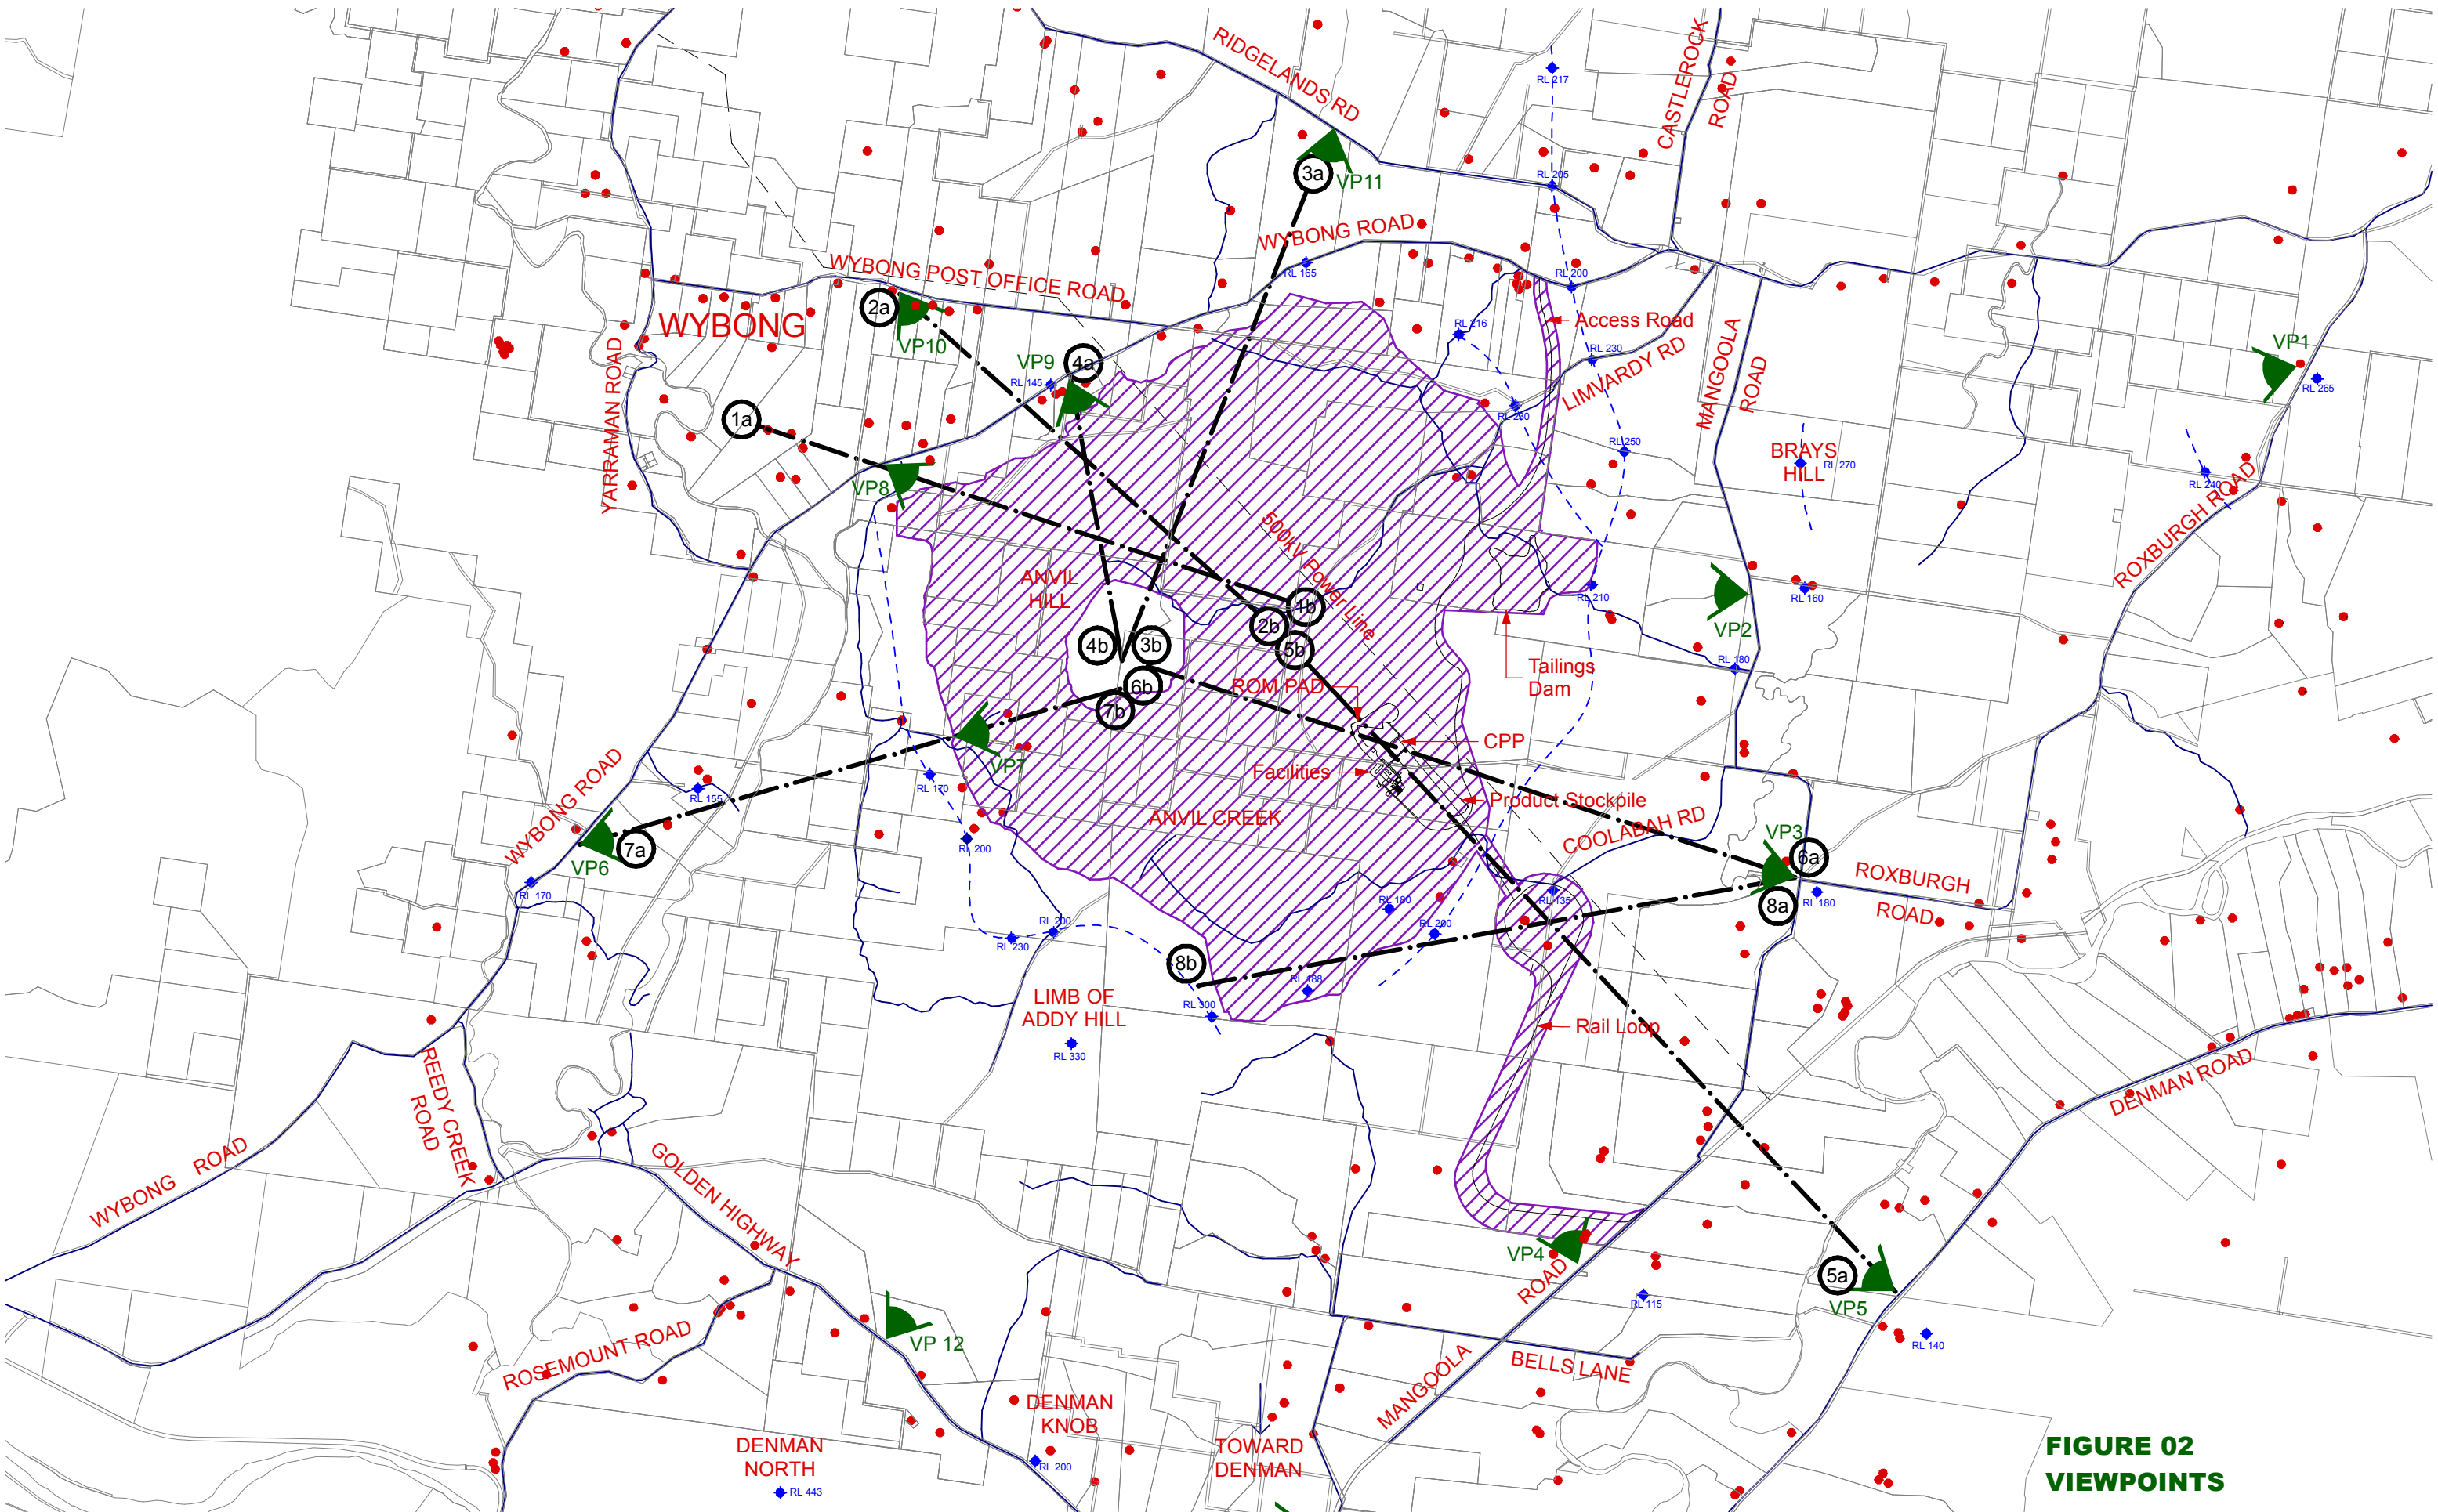 RIDGELANDS RD
CASTLEROCK
ROAD
RL 217
3a
VP11
RL 205
WYBONG ROAD
RL 165
RL 200
WYBONG POST OFFICE ROAD
2a
WYBONG
VP10
Access Road
RL 216
RL 230
LIMVARDY RD
MANGOOLA
ROAD
VP1
RL 265
VP9
4a
RL 145
1a
YARRAMAN ROAD
RL 230
RL 250
BRAYS
HILL
RL 270
VP8
RL 240
ROXBURGH ROAD
500kV Power Line
ANVIL
HILL
1b
2b
5b
RL 210
RL 160
VP2
4b
3b
RL 180
Tailings
Dam
6b
ROM PAD
7b
CPP
VP7
Facilities
RL 170
RL 155
WYBONG ROAD
Product Stockpile
ANVIL CREEK
COOLABAH RD
VP3
6a
VP6
7a
RL 200
ROXBURGH
ROAD
RL 170
RL 135
RL 180
8a
RL 180
RL 200
RL 230
RL 200
8b
RL 188
RL 300
LIMB OF
ADDY HILL
RL 330
Rail Loop
REEDY CREEK
ROAD
DENMAN ROAD
WYBONG ROAD
GOLDEN HIGHWAY
VP4
ROAD
5a
VP5
RL 115
RL 140
VP 12
ROSEMOUNT ROAD
BELLS LANE
MANGOOLA
DENMAN
KNOB
DENMAN
NORTH
RL 443
RL 200
TOWARD
DENMAN
FIGURE 02
VIEWPOINTS